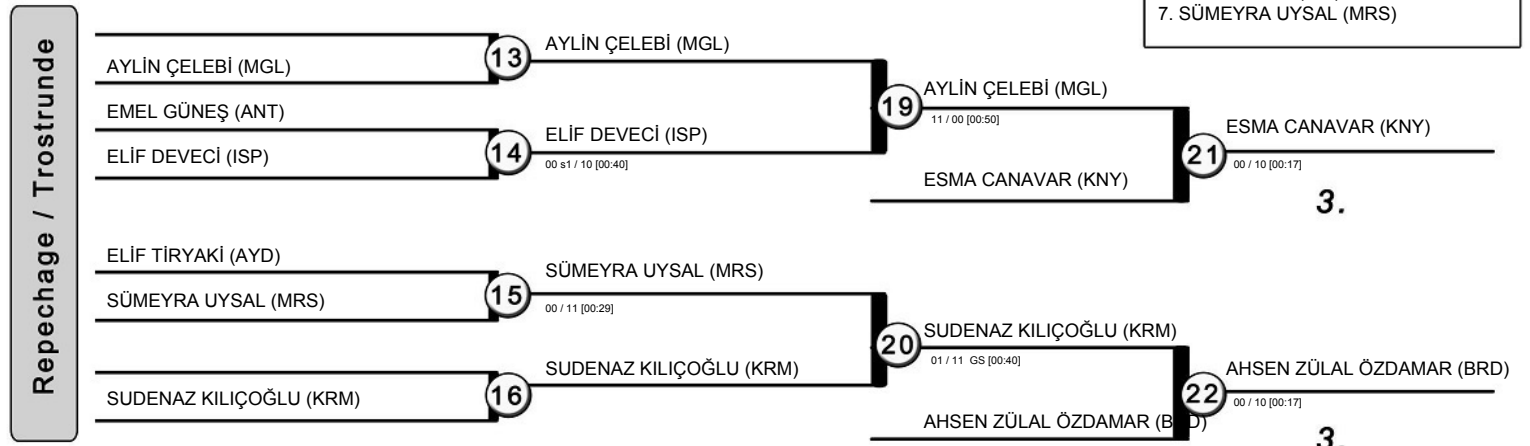 7. SÜMEYRA UYSAL (MRS)
Repechage / Trostrunde
AYLİN ÇELEBİ (MGL)
13
AYLİN ÇELEBİ (MGL)
EMEL GÜNEŞ (ANT)
ELİF DEVECİ (ISP)
14
ELİF DEVECİ (ISP)
00 s1 / 10 [00:40]
19
AYLİN ÇELEBİ (MGL)
11 / 00 [00:50]
ESMA CANAVAR (KNY)
21
ESMA CANAVAR (KNY)
00 / 10 [00:17]
3.
ELİF TİRYAKİ (AYD)
SÜMEYRA UYSAL (MRS)
15
SÜMEYRA UYSAL (MRS)
00 / 11 [00:29]
SUDENAZ KILIÇOĞLU (KRM)
16
SUDENAZ KILIÇOĞLU (KRM)
20
SUDENAZ KILIÇOĞLU (KRM)
01 / 11 GS [00:40]
AHSEN ZÜLAL ÖZDAMAR (BRD)
22
AHSEN ZÜLAL ÖZDAMAR (BRD)
00 / 10 [00:17]
3.